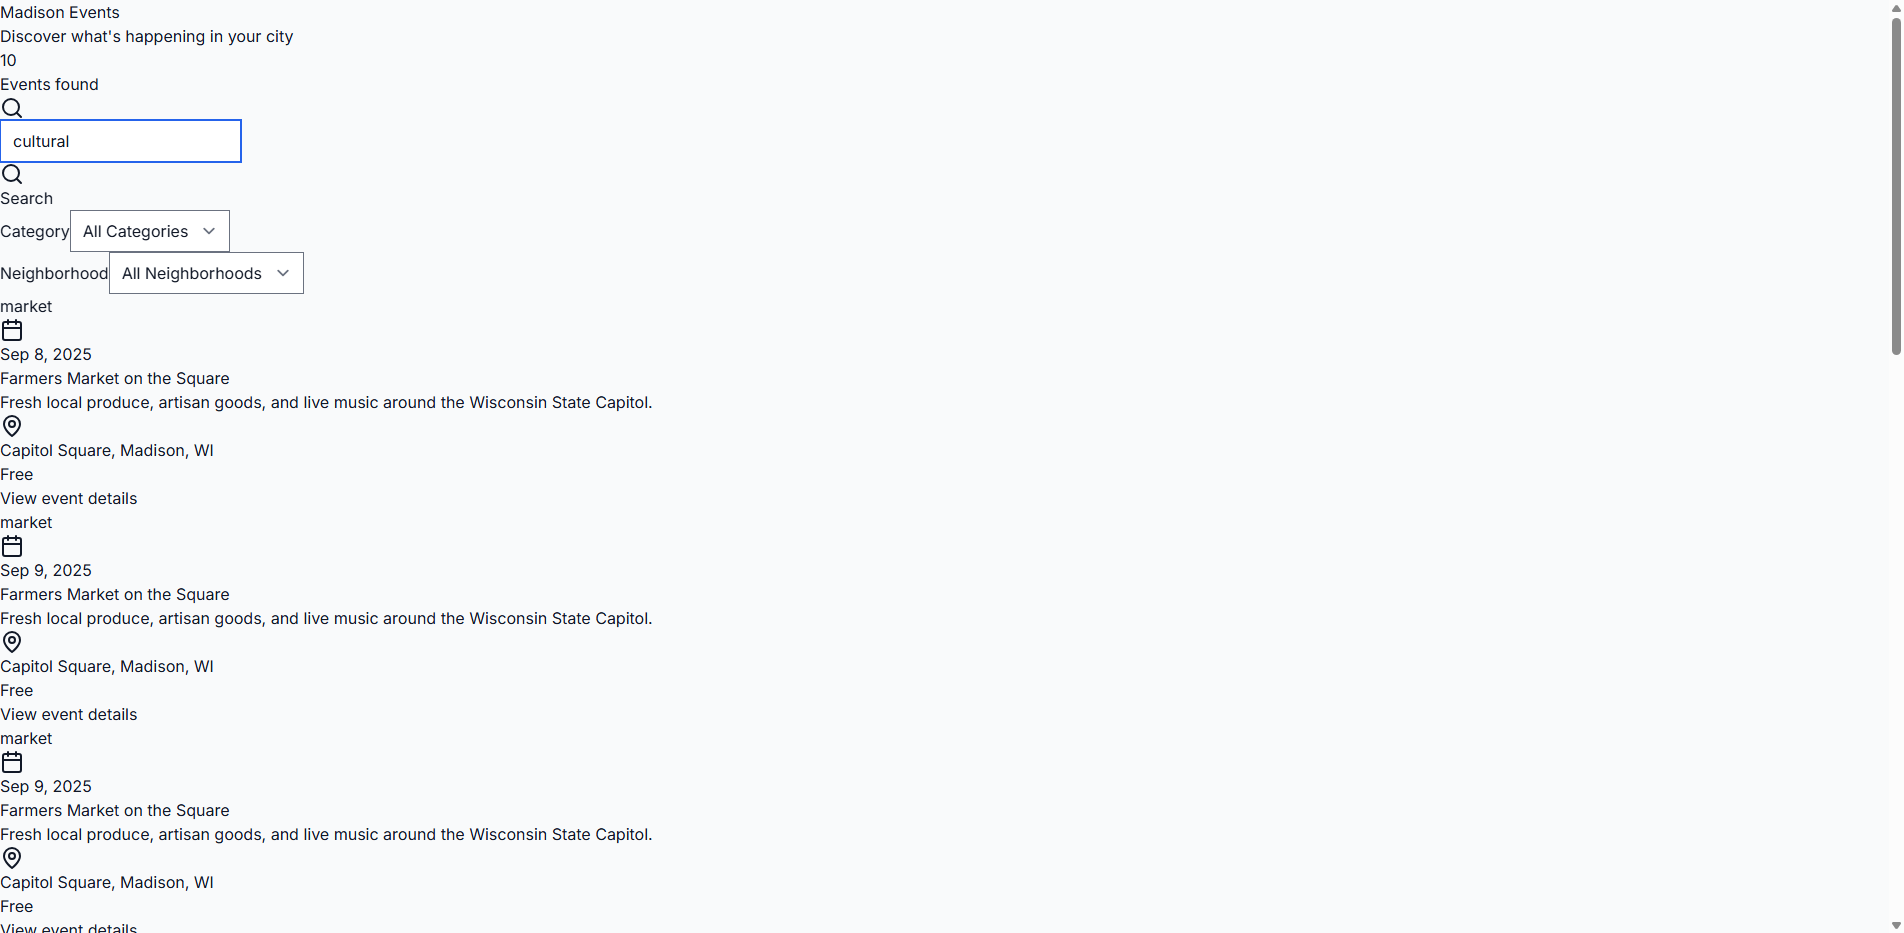 Madison Events
Discover what's happening in your city
10
Events found
cultural
Search
Category All Categories
Neighborhood All Neighborhoods
market
Sep 8, 2025
Farmers Market on the Square
Fresh local produce, artisan goods, and live music around the Wisconsin State Capitol.
Capitol Square, Madison, WI
Free
View event details
market
Sep 9, 2025
Farmers Market on the Square
Fresh local produce, artisan goods, and live music around the Wisconsin State Capitol.
Capitol Square, Madison, WI
Free
View event details
market
Sep 9, 2025
Farmers Market on the Square
Fresh local produce, artisan goods, and live music around the Wisconsin State Capitol.
Capitol Square, Madison, WI
Free
View event details